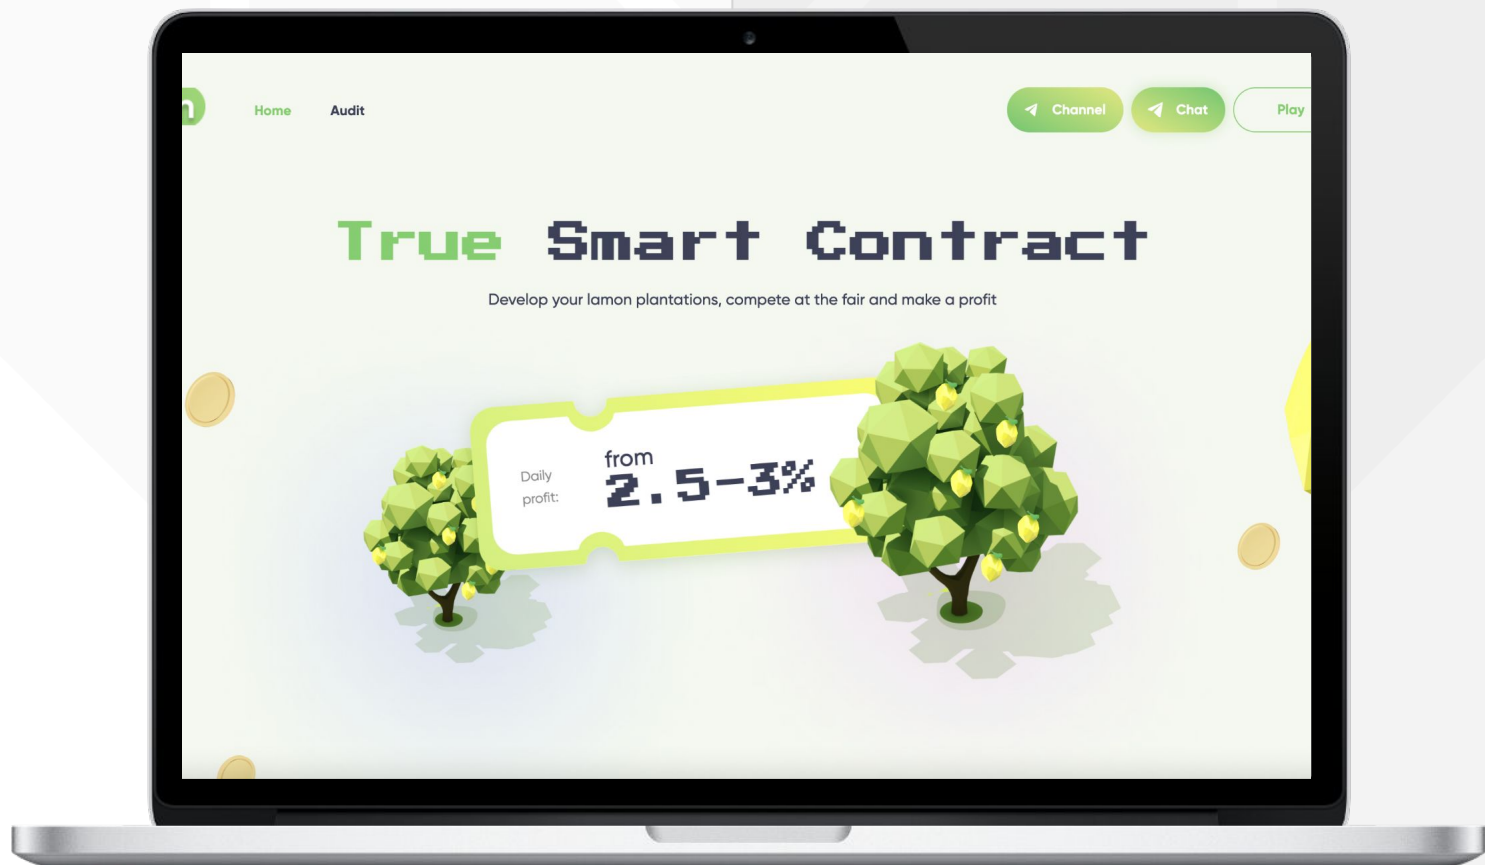 Home Audit Channel Chat Play
True Smart Contract
Develop your lamon plantations, compete at the fair and make a profit
Daily
profit:
from
2.5-3%